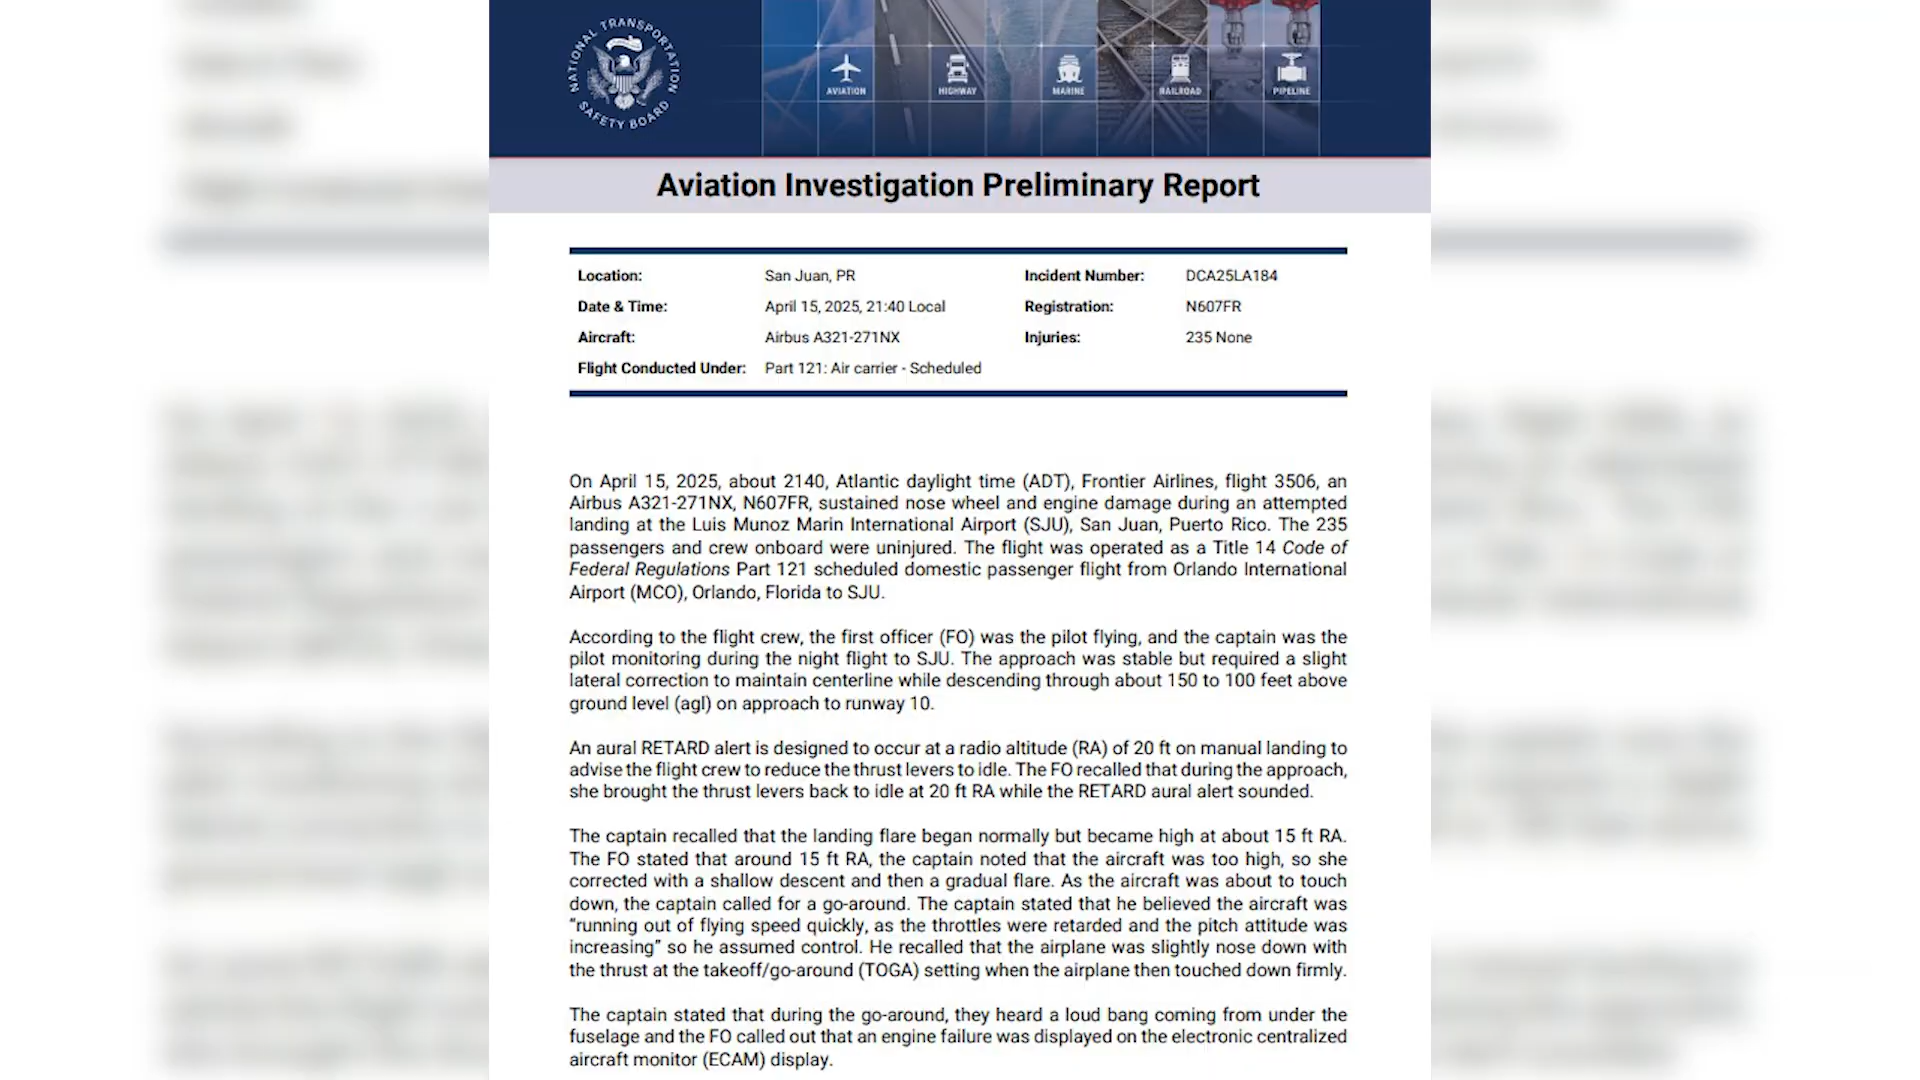 NATIONAL TRANSPORTATION
SAFETY BOARD
AVIATION
HIGHWAY
MARINE
RAILROAD
PIPELINE
Aviation Investigation Preliminary Report
Location: San Juan, PR Incident Number: DCA25LA184
Date & Time: April 15, 2025, 21:40 Local Registration: N607FR
Aircraft: Airbus A321-271NX Injuries: 235 None
Flight Conducted Under: Part 121: Air carrier - Scheduled
On April 15, 2025, about 2140, Atlantic daylight time (ADT), Frontier Airlines, flight 3506, an
Airbus A321-271NX, N607FR, sustained nose wheel and engine damage during an attempted
landing at the Luis Munoz Marin International Airport (SJU), San Juan, Puerto Rico. The 235
passengers and crew onboard were uninjured. The flight was operated as a Title 14 Code of
Federal Regulations Part 121 scheduled domestic passenger flight from Orlando International
Airport (MCO), Orlando, Florida to SJU.
According to the flight crew, the first officer (FO) was the pilot flying, and the captain was the
pilot monitoring during the night flight to SJU. The approach was stable but required a slight
lateral correction to maintain centerline while descending through about 150 to 100 feet above
ground level (agl) on approach to runway 10.
An aural RETARD alert is designed to occur at a radio altitude (RA) of 20 ft on manual landing to
advise the flight crew to reduce the thrust levers to idle. The FO recalled that during the approach,
she brought the thrust levers back to idle at 20 ft RA while the RETARD aural alert sounded.
The captain recalled that the landing flare began normally but became high at about 15 ft RA.
The FO stated that around 15 ft RA, the captain noted that the aircraft was too high, so she
corrected with a shallow descent and then a gradual flare. As the aircraft was about to touch
down, the captain called for a go-around. The captain stated that he believed the aircraft was
“running out of flying speed quickly, as the throttles were retarded and the pitch attitude was
increasing” so he assumed control. He recalled that the airplane was slightly nose down with
the thrust at the takeoff/go-around (TOGA) setting when the airplane then touched down firmly.
The captain stated that during the go-around, they heard a loud bang coming from under the
fuselage and the FO called out that an engine failure was displayed on the electronic centralized
aircraft monitor (ECAM) display.